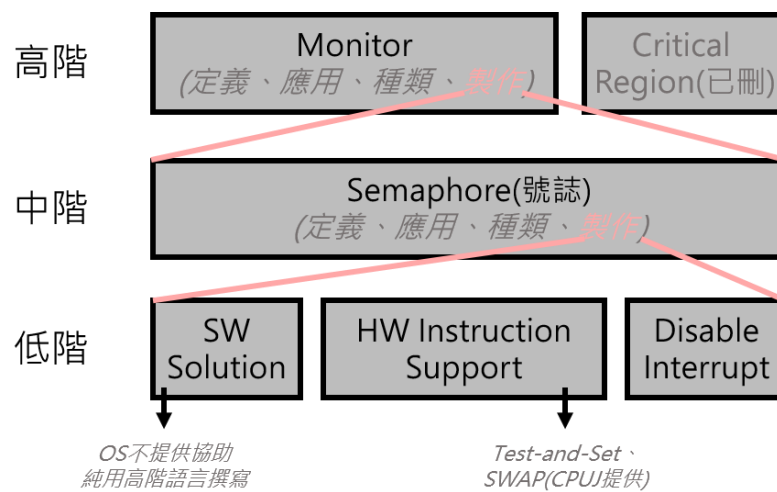 高階
Monitor
(定義、應用、種類、製作)
Critical
Region(已刪)
中階
Semaphore(號誌)
(定義、應用、種類、製作)
低階
SW
Solution
HW Instruction
Support
Disable
Interrupt
OS不提供協助
純用高階語言撰寫
Test-and-Set、
SWAP(CPUJ提供)